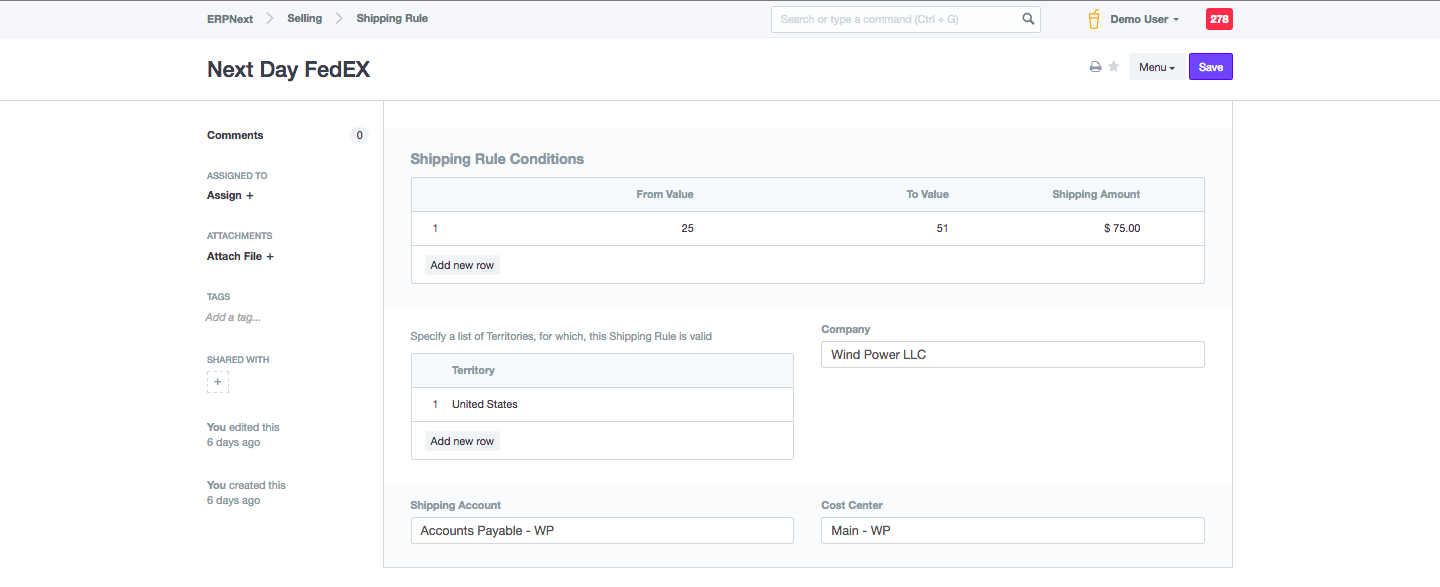 ERPNext Selling Shipping Rule Search or type a command (Ctrl + G) Demo User 278
Next Day FedEX Menu Save
Comments 0
ASSIGNED TO
Assign +
ATTACHMENTS
Attach File +
TAGS
Add a tag...
SHARED WITH
+
You edited this
6 days ago
You created this
6 days ago
Shipping Rule Conditions
From Value To Value Shipping Amount
1 25 51 $ 75.00
Add new row
Specify a list of Territories, for which, this Shipping Rule is valid
Territory
1 United States
Add new row
Company
Wind Power LLC
Shipping Account
Accounts Payable - WP
Cost Center
Main - WP